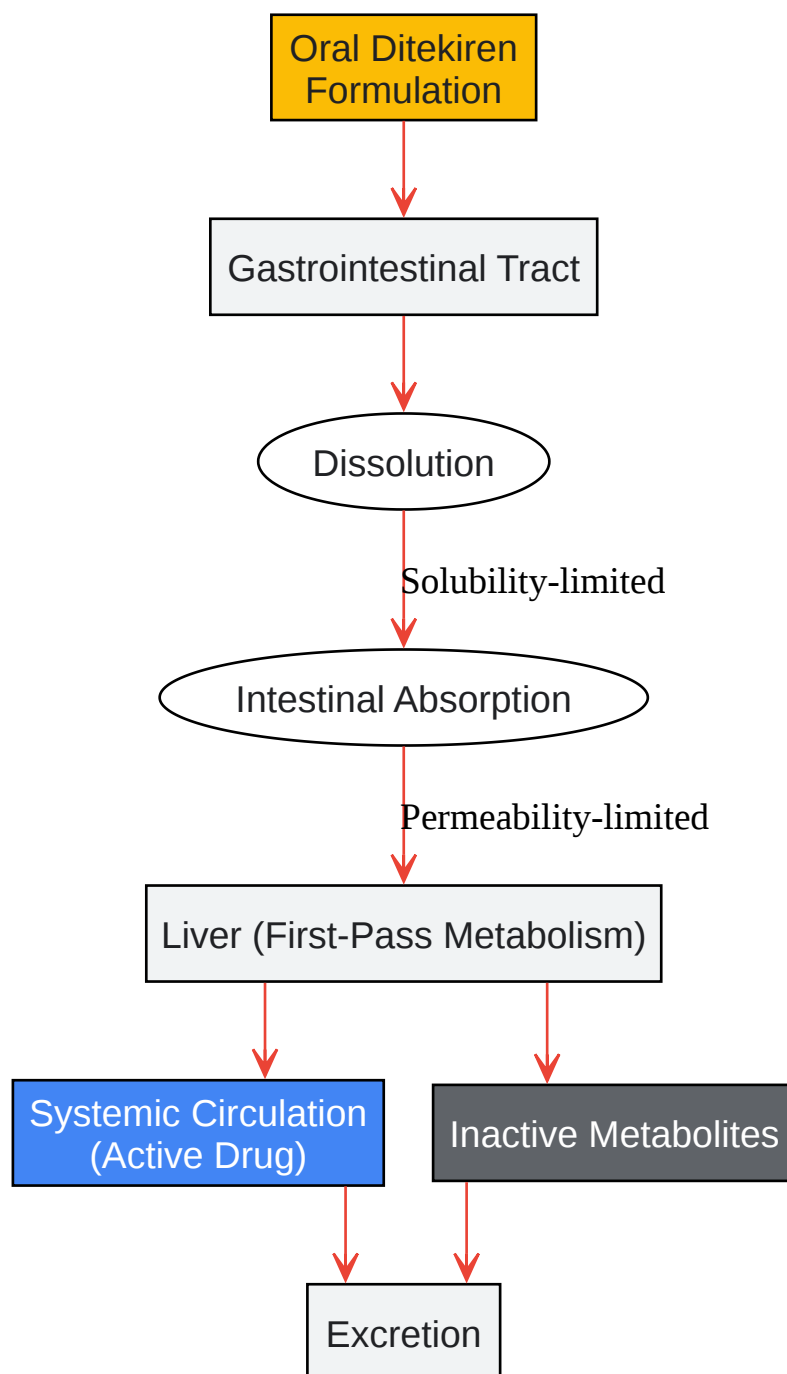 Oral Ditekiren
Formulation
Gastrointestinal Tract
Dissolution
Solubility-limited
Intestinal Absorption
Permeability-limited
Liver (First-Pass Metabolism)
Systemic Circulation
(Active Drug)
Inactive Metabolites
Excretion